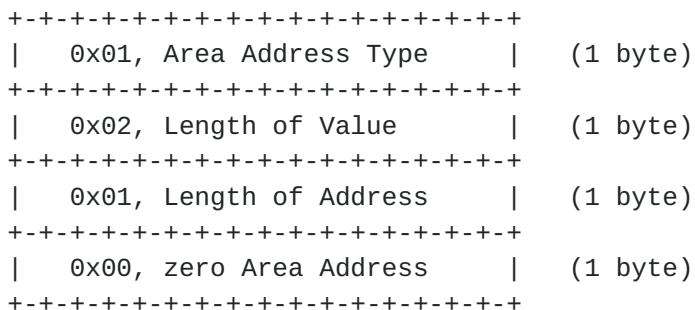 +-+-+-+-+-+-+-+-+-+-+-+-+-+-+-+-+
|   0x01, Area Address Type     |   (1 byte)
+-+-+-+-+-+-+-+-+-+-+-+-+-+-+-+-+
|   0x02, Length of Value       |   (1 byte)
+-+-+-+-+-+-+-+-+-+-+-+-+-+-+-+-+
|   0x01, Length of Address     |   (1 byte)
+-+-+-+-+-+-+-+-+-+-+-+-+-+-+-+-+
|   0x00, zero Area Address     |   (1 byte)
+-+-+-+-+-+-+-+-+-+-+-+-+-+-+-+-+